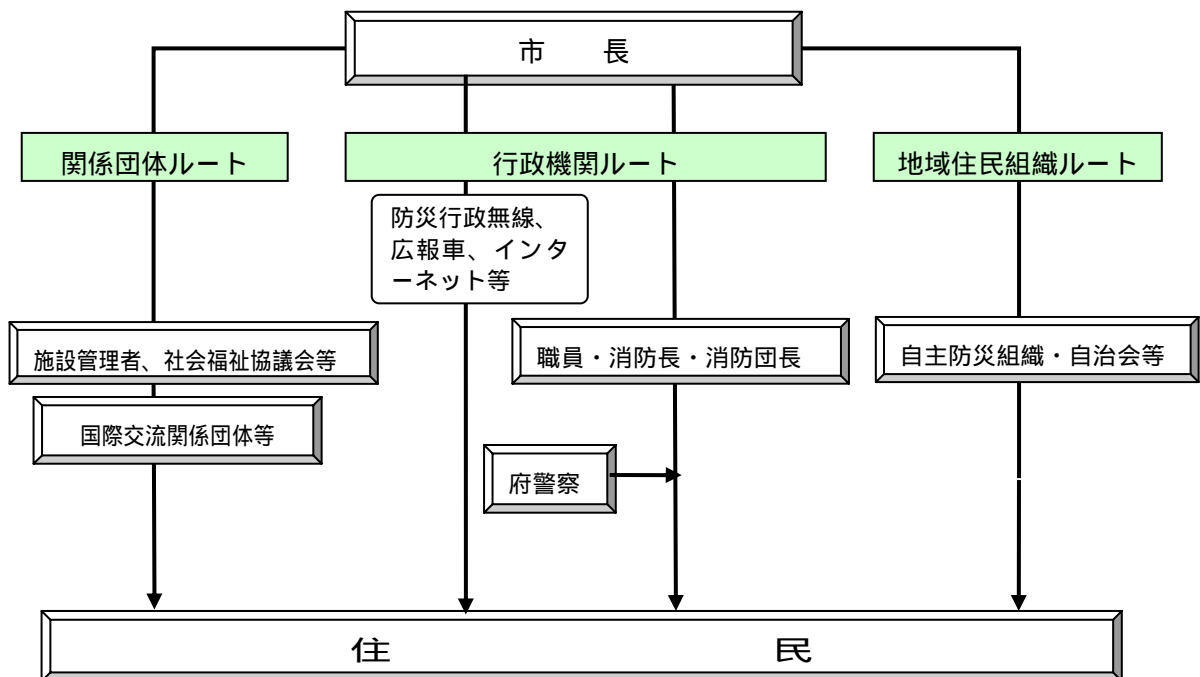 市　　長
関係団体ルート
行政機関ルート
地域住民組織ルート
防災行政無線、
広報車、インタ
ーネット等
施設管理者、社会福祉協議会等
職員・消防長・消防団長
自主防災組織・自治会等
国際交流関係団体等
府警察
住　　　　民